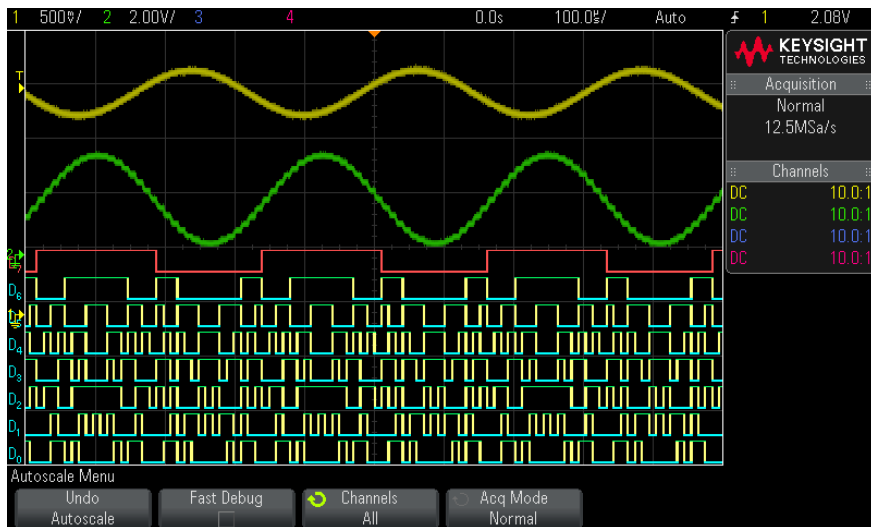 1 500mV/ 2 2.00V/ 3 4 0.0s 100.0µs/ Auto 1 2.08V
KEYSIGHT
TECHNOLOGIES
T
Acquisition
Normal
12.5MSa/s
Channels
DC 10.0:1
DC 10.0:1
DC 10.0:1
DC 10.0:1
2
D6
D4
D3
D2
D1
D0
Autoscale Menu
Undo
Autoscale
Fast Debug
Channels
All
Acq Mode
Normal